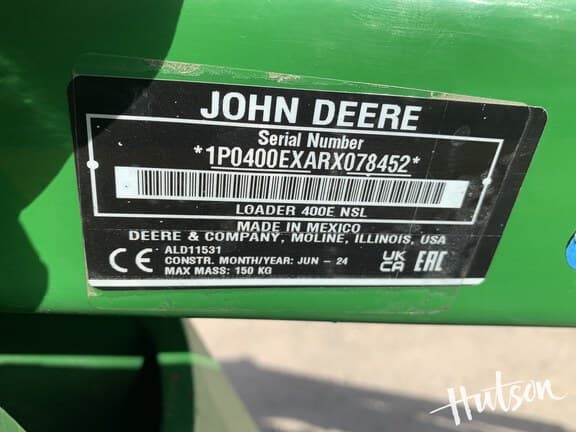 JOHN DEERE
Serial Number
*1P0400EXARX078452*
LOADER 400E NSL
MADE IN MEXICO
DEERE & COMPANY, MOLINE, ILLINOIS, USA
ALD11531
CE CONSTR. MONTH/YEAR: JUN - 24 UK CA EAC
MAX MASS: 150 KG
Hutson